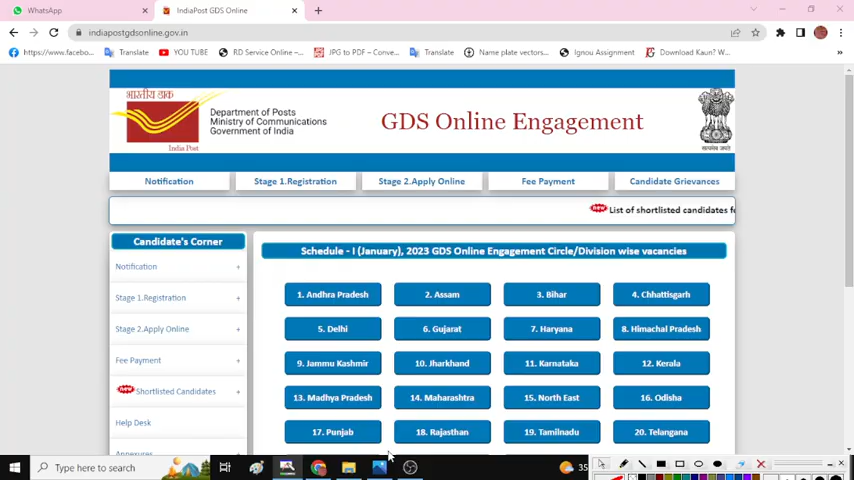 WhatsApp
IndiaPost GDS Online
indiapostgdsonline.gov.in
https://www.facebo...
Translate
YOU TUBE
RD Service Online –...
JPG to PDF – Conve...
Translate
Name plate vectors...
Ignou Assignment
Download Kaun? W...
भारतीय डाक
India Post
Department of Posts
Ministry of Communications
Government of India
GDS Online Engagement
Notification
Stage 1.Registration
Stage 2.Apply Online
Fee Payment
Candidate Grievances
new List of shortlisted candidates fo
Candidate's Corner
Notification +
Stage 1.Registration +
Stage 2.Apply Online +
Fee Payment +
new Shortlisted Candidates +
Help Desk
Annexures
Schedule - I (January), 2023 GDS Online Engagement Circle/Division wise vacancies
1. Andhra Pradesh
2. Assam
3. Bihar
4. Chhattisgarh
5. Delhi
6. Gujarat
7. Haryana
8. Himachal Pradesh
9. Jammu Kashmir
10. Jharkhand
11. Karnataka
12. Kerala
13. Madhya Pradesh
14. Maharashtra
15. North East
16. Odisha
17. Punjab
18. Rajasthan
19. Tamilnadu
20. Telangana
Type here to search
35